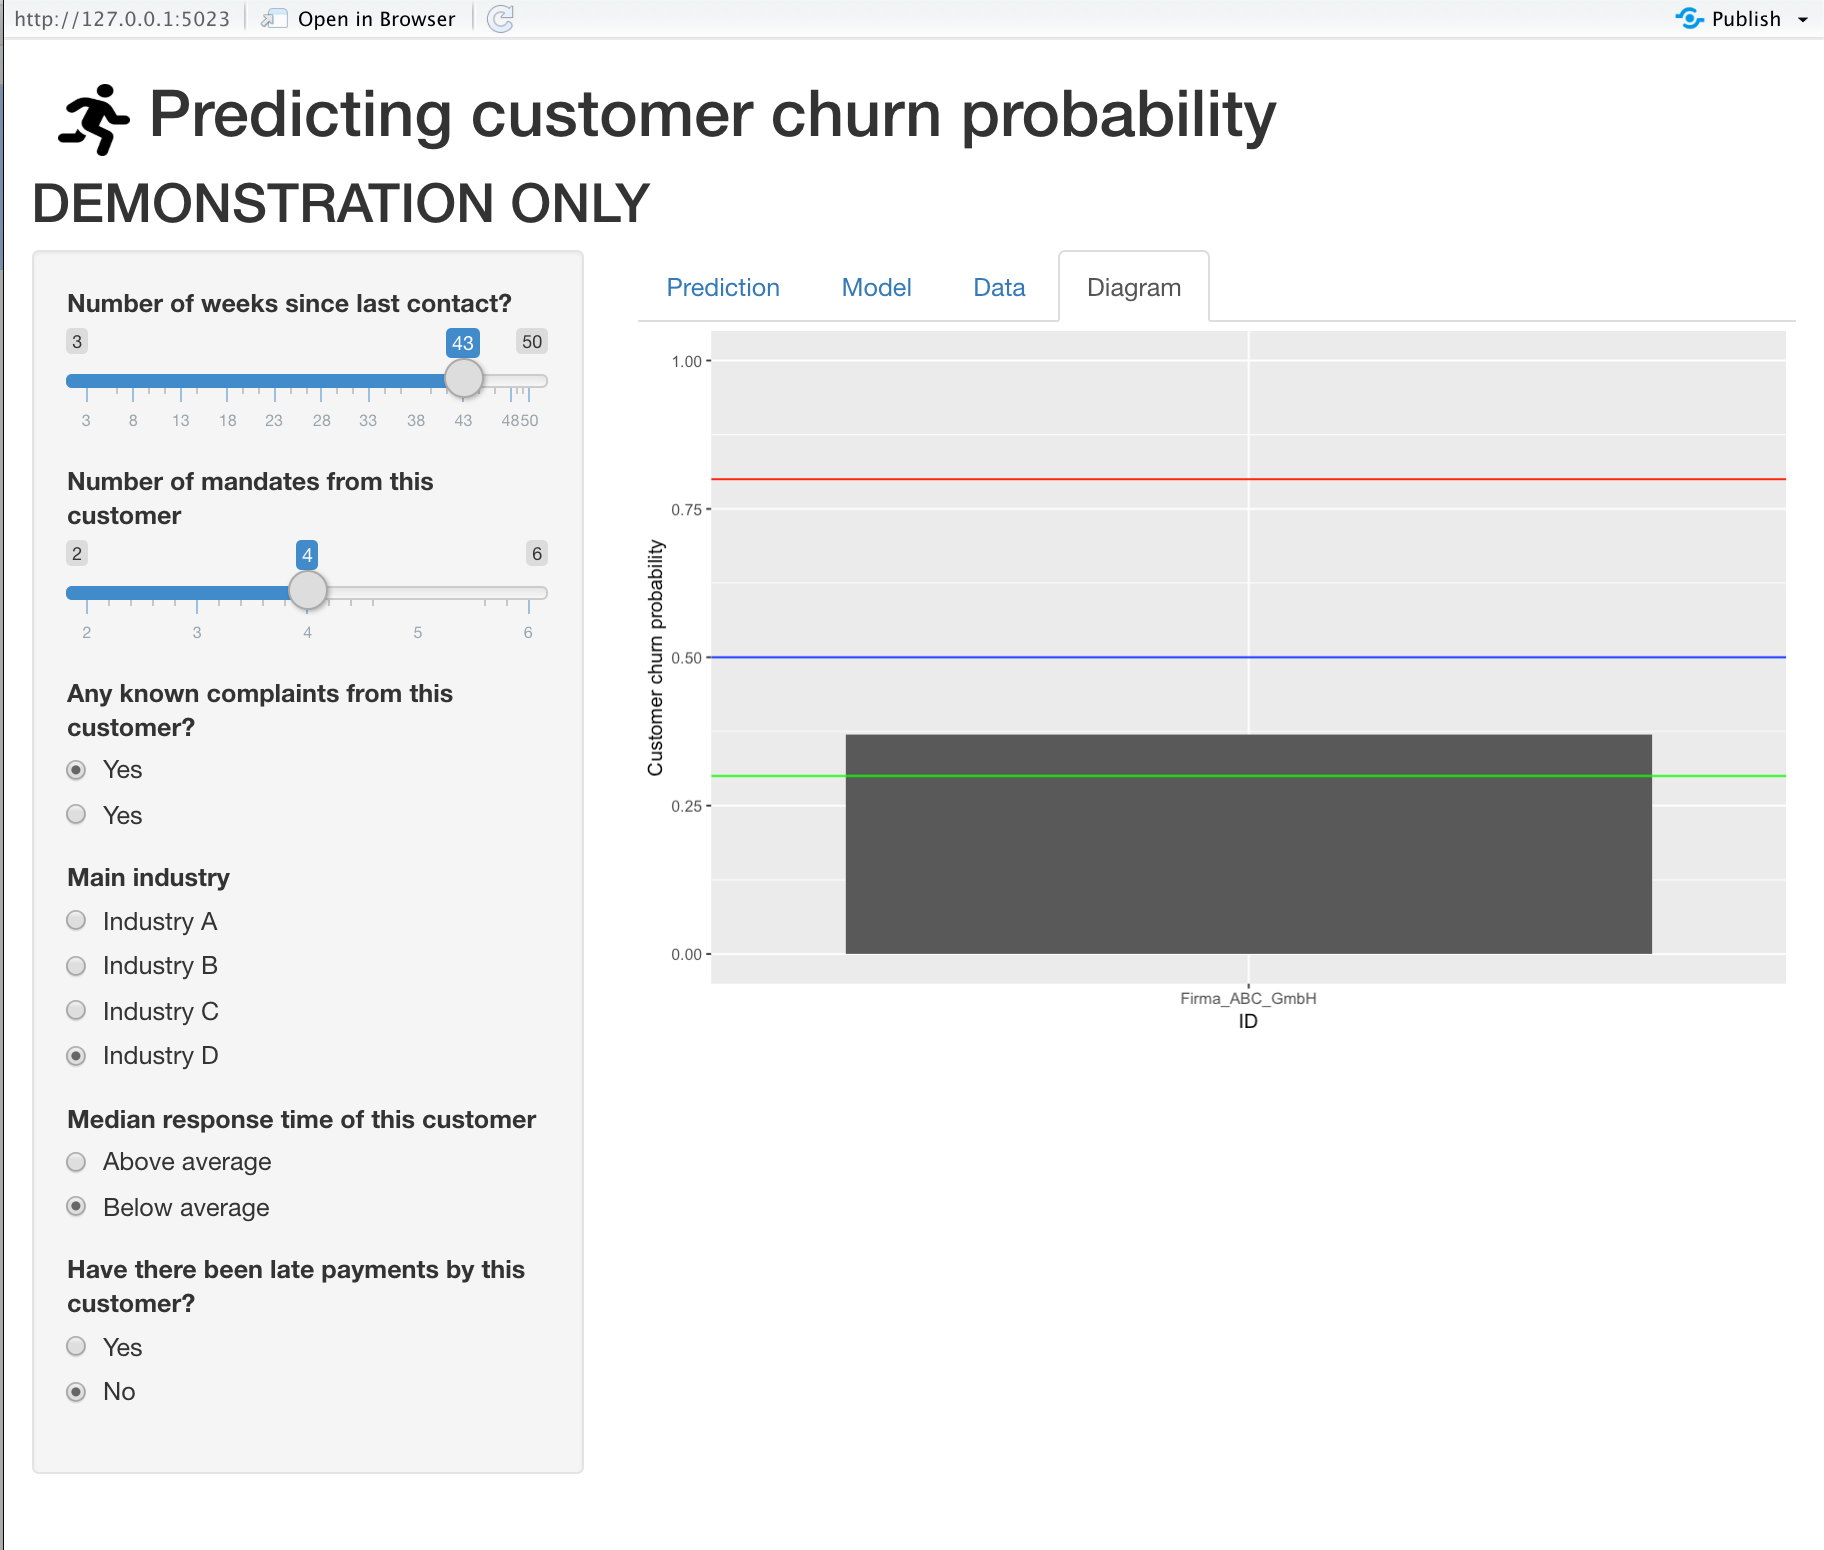 http://127.0.0.1:5023 Open in Browser Publish
Predicting customer churn probability
DEMONSTRATION ONLY
Number of weeks since last contact?
3 43 50
3 8 13 18 23 28 33 38 43 48 50
Number of mandates from this
customer
2 4 6
2 3 4 5 6
Any known complaints from this
customer?
Yes
Yes
Main industry
Industry A
Industry B
Industry C
Industry D
Median response time of this customer
Above average
Below average
Have there been late payments by this
customer?
Yes
No
Prediction Model Data Diagram
Customer churn probability
1.00
0.75
0.50
0.25
0.00
Firma_ABC_GmbH
ID